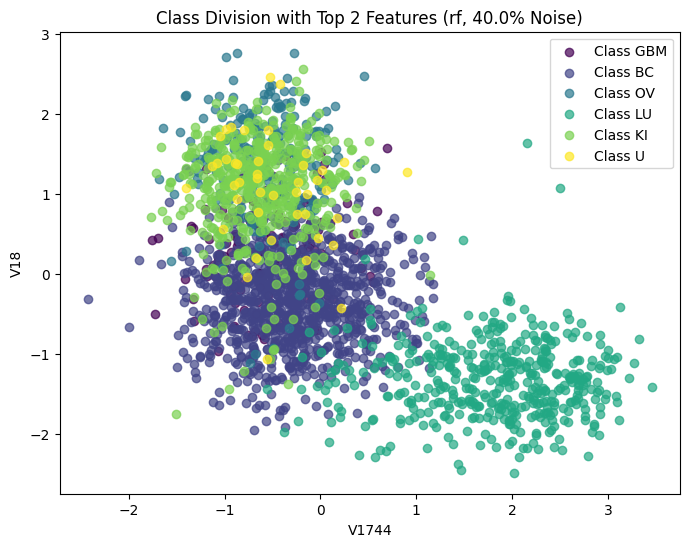 Class Division with Top 2 Features (rf, 40.0% Noise)
Class GBM
Class BC
Class OV
Class LU
Class KI
Class U
V18
3
2
1
0
−1
−2
−2
−1
0
1
2
3
V1744